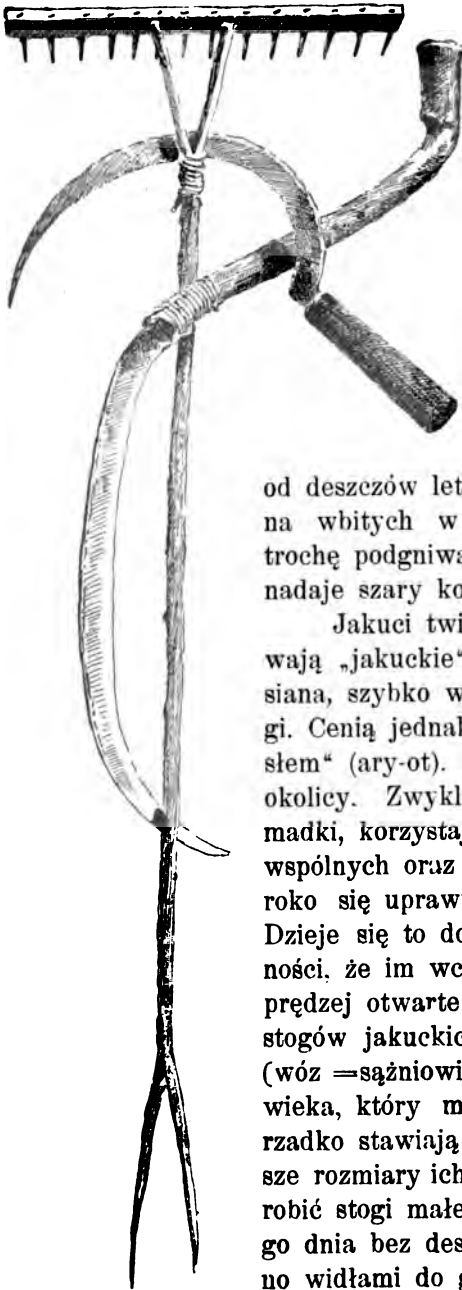 od deszczów let
na wbitych w
trochę podgniwa
nadaje szary ko
Jakuci twi
wają „jakuckie“
siana, szybko w
gi. Cenią jednak
słem“ (ary-ot).
okolicy. Zwykl
madki, korzystaj
wspólnych oraz
roko się upraw
Dzieje się to do
ności, że im wc
prędzej otwarte
stogów jakuckic
(wóz =sążniowi
wieka, który m
rzadko stawiają
sze rozmiary ich
robić stogi małe
go dnia bez des
no widłami do g